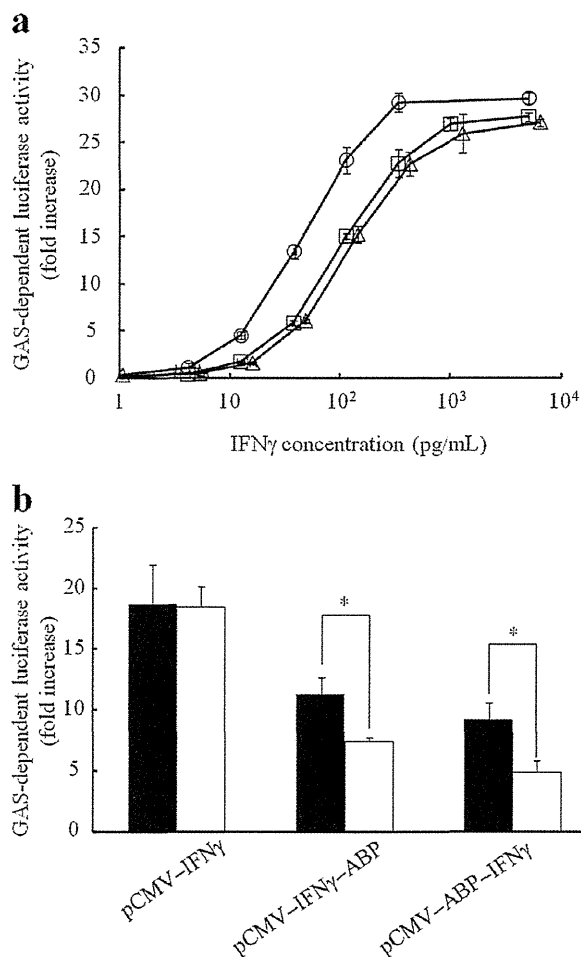 a
GAS-dependent luciferase activity
(fold increase)
35
30
25
20
15
10
5
0
1
10
10²
10³
10⁴
IFNγ concentration (pg/mL)
b
GAS-dependent luciferase activity
(fold increase)
25
20
15
10
5
0
*
*
pCMV–IFNγ
pCMV–IFNγ–ABP
pCMV–ABP–IFNγ